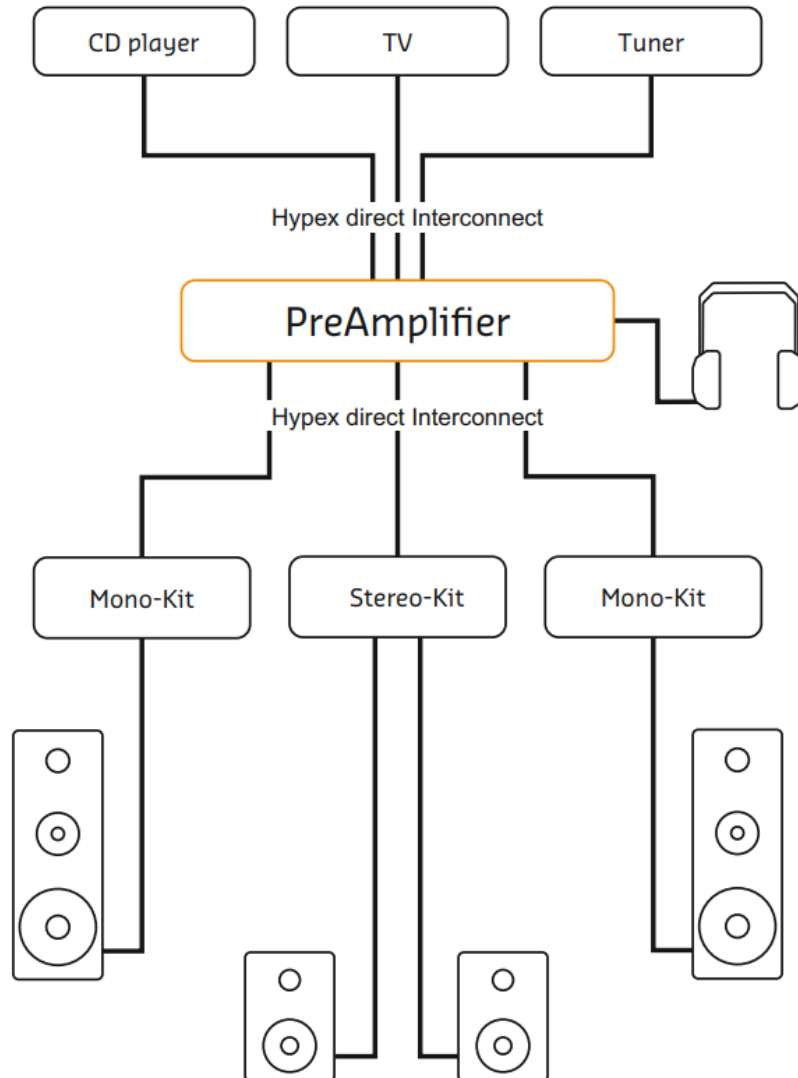 CD player
TV
Tuner
Hypex direct Interconnect
PreAmplifier
Hypex direct Interconnect
Mono-Kit
Stereo-Kit
Mono-Kit